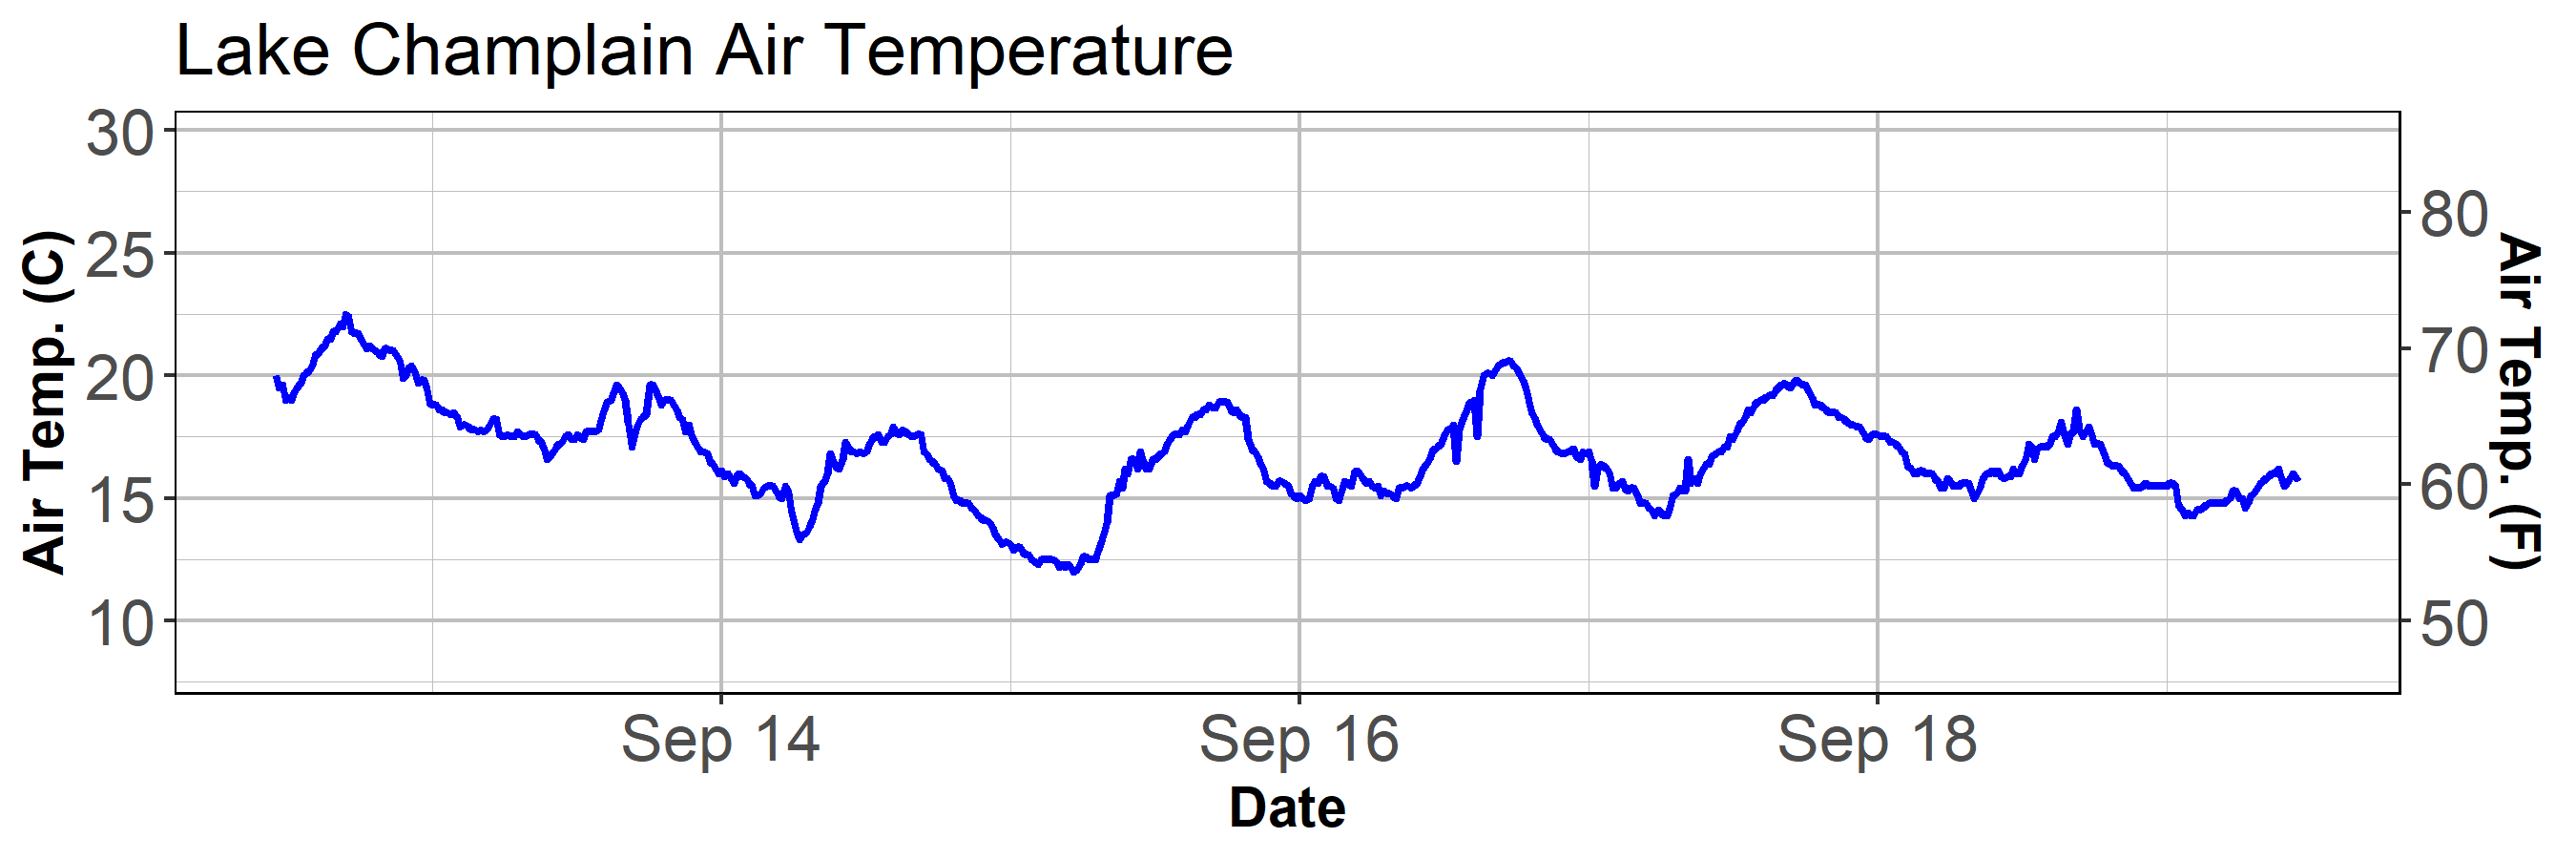 Lake Champlain Air Temperature
Air Temp. (C)
30
25
20
15
10
80
70
60
50
Air Temp. (F)
Sep 14
Sep 16
Sep 18
Date